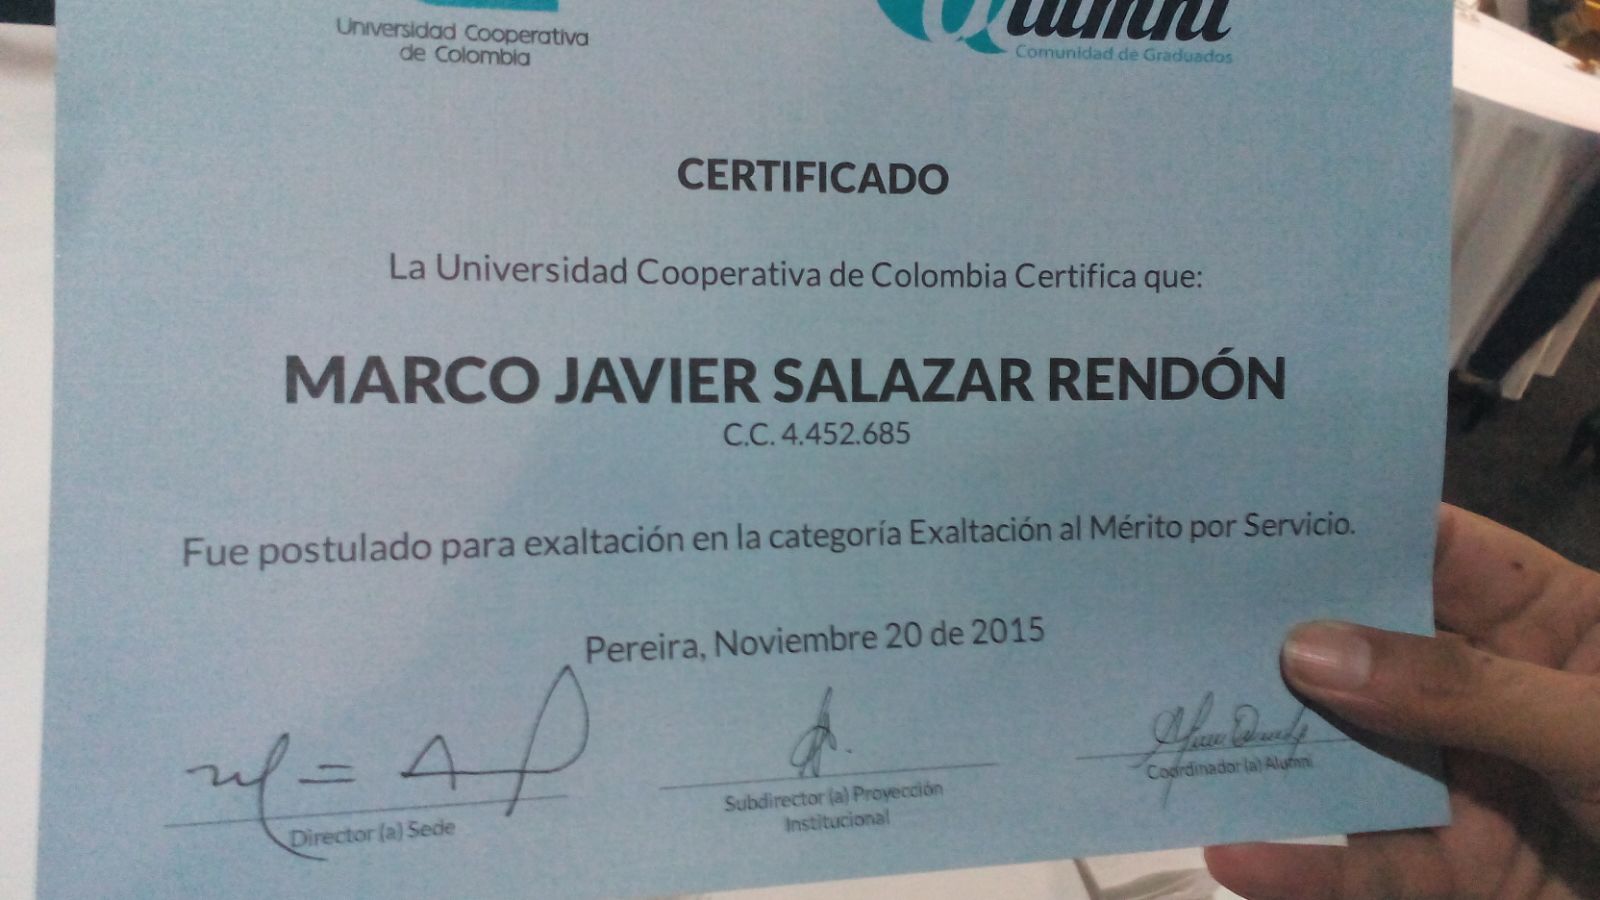 Universidad Cooperativa
de Colombia
Alumni
Comunidad de Graduados
CERTIFICADO
La Universidad Cooperativa de Colombia Certifica que:
MARCO JAVIER SALAZAR RENDÓN
C.C. 4.452.685
Fue postulado para exaltación en la categoría Exaltación al Mérito por Servicio.
Pereira, Noviembre 20 de 2015
Director (a) Sede
Subdirector (a) Proyección
Institucional
Coordinador (a) Alumni